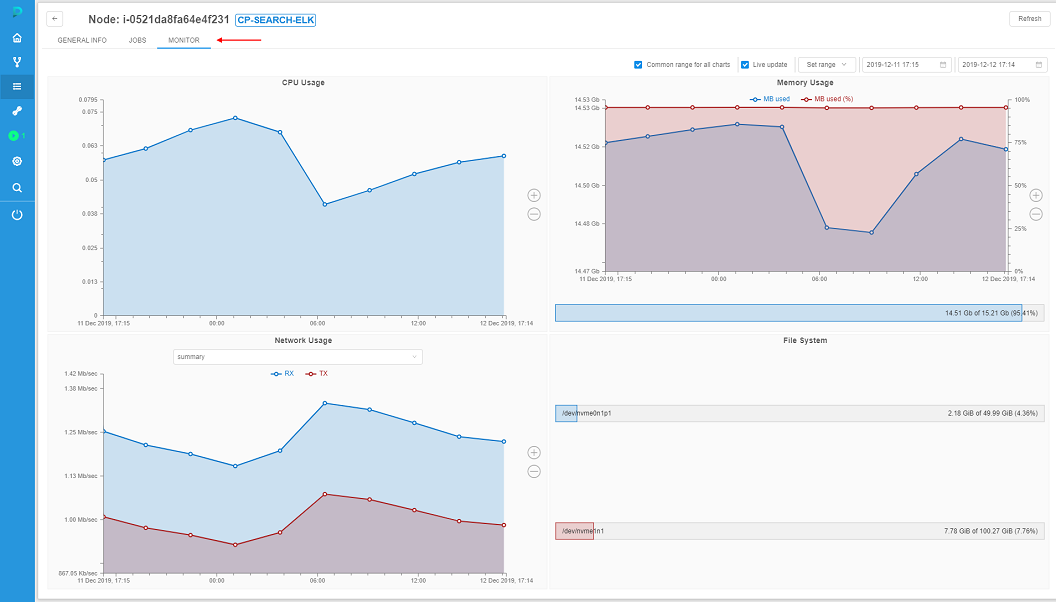 Node: i-0521da8fa64e4f231 CP-SEARCH-ELK
Refresh
GENERAL INFO JOBS MONITOR
Common range for all charts Live update Set range 2019-12-11 17:15 2019-12-12 17:14
1
CPU Usage
0.0795
0.075
0.063
0.05
0.038
0.025
0.013
0
11 Dec 2019, 17:15 00:00 06:00 12:00 12 Dec 2019, 17:14
Memory Usage
MB used MB used (%)
14.53 Gb
14.53 Gb
14.52 Gb
14.50 Gb
14.48 Gb
14.47 Gb
100%
75%
50%
25%
0%
11 Dec 2019, 17:15 00:00 06:00 12:00 12 Dec 2019, 17:14
14.51 Gb of 15.21 Gb (95.41%)
Network Usage
summary
RX TX
1.42 Mb/sec
1.38 Mb/sec
1.25 Mb/sec
1.13 Mb/sec
1.00 Mb/sec
867.05 Kb/sec
11 Dec 2019, 17:15 00:00 06:00 12:00 12 Dec 2019, 17:14
File System
/dev/nvme0n1p1 2.18 GiB of 49.99 GiB (4.36%)
/dev/nvme1n1 7.78 GiB of 100.27 GiB (7.76%)